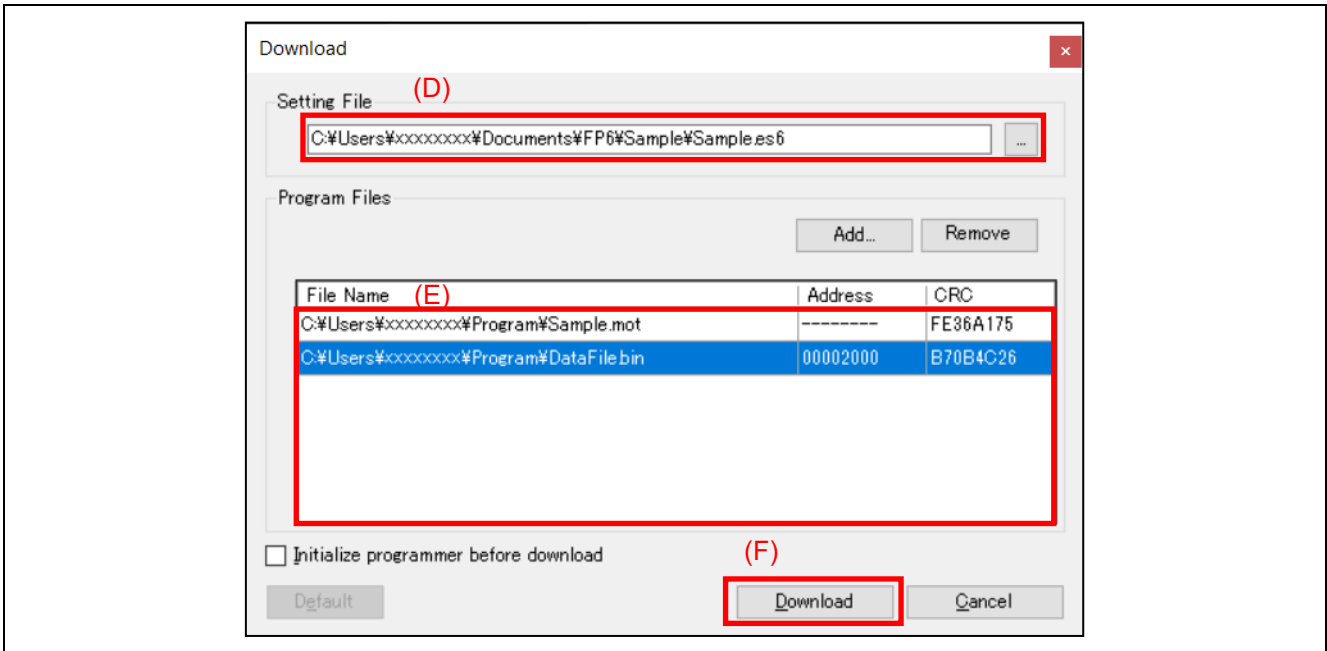 Download
×
(D)
Setting File
C:¥Users¥xxxxxxxx¥Documents¥FP6¥Sample¥Sample.es6
...
Program Files
Add... Remove
File Name (E) Address CRC
C:¥Users¥xxxxxxxx¥Program¥Sample.mot -------- FE36A175
C:¥Users¥xxxxxxxx¥Program¥DataFile.bin 00002000 B70B4C26
Initialize programmer before download
(F)
Default Download Cancel